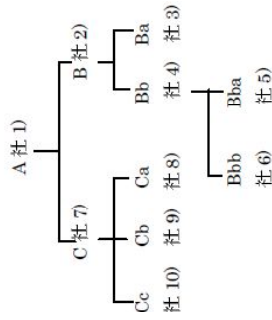 A 社 1)
C 社 7)
B 社 2)
Cc
社 10)
Cb
社 9)
Ca
社 8)
Bb
社 4)
Ba
社 3)
Bbb
社 6)
Bba
社 5)